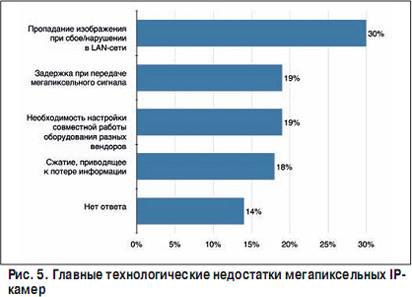 Пропадание изображения
при сбое/нарушении
в LAN-сети
30%
Задержка при передаче
мегапиксельного сигнала
19%
Необходимость настройки
совместной работы
оборудования разных
вендоров
19%
Сжатие, приводящее
к потере информации
18%
Нет ответа
14%
0% 5% 10% 15% 20% 25% 30%
Рис. 5. Главные технологические недостатки мегапиксельных IP-
камер